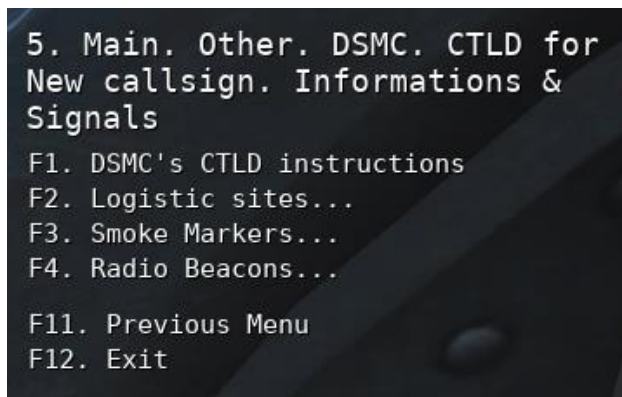 5. Main. Other. DSMC. CTLD for
New callsign. Informations &
Signals
F1. DSMC's CTLD instructions
F2. Logistic sites...
F3. Smoke Markers...
F4. Radio Beacons...
F11. Previous Menu
F12. Exit